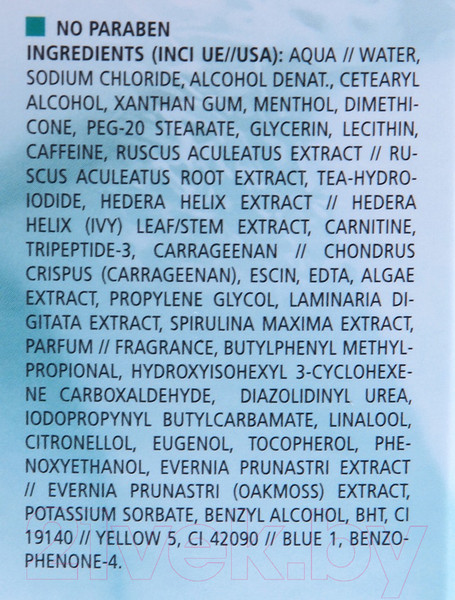 NO PARABEN
INGREDIENTS (INCI UE//USA): AQUA // WATER,
SODIUM CHLORIDE, ALCOHOL DENAT., CETEARYL
ALCOHOL, XANTHAN GUM, MENTHOL, DIMETHI-
CONE, PEG-20 STEARATE, GLYCERIN, LECITHIN,
CAFFEINE, RUSCUS ACULEATUS EXTRACT // RU-
SCUS ACULEATUS ROOT EXTRACT, TEA-HYDRO-
IODIDE, HEDERA HELIX EXTRACT // HEDERA
HELIX (IVY) LEAF/STEM EXTRACT, CARNITINE,
TRIPEPTIDE-3, CARRAGEENAN // CHONDRUS
CRISPUS (CARRAGEENAN), ESCIN, EDTA, ALGAE
EXTRACT, PROPYLENE GLYCOL, LAMINARIA DI-
GITATA EXTRACT, SPIRULINA MAXIMA EXTRACT,
PARFUM // FRAGRANCE, BUTYLPHENYL METHYL-
PROPIONAL, HYDROXYISOHEXYL 3-CYCLOHEXE-
NE CARBOXALDEHYDE, DIAZOLIDINYL UREA,
IODOPROPYNYL BUTYLCARBAMATE, LINALOOL,
CITRONELLOL, EUGENOL, TOCOPHEROL, PHE-
NOXYETHANOL, EVERNIA PRUNASTRI EXTRACT
// EVERNIA PRUNASTRI (OAKMOSS) EXTRACT,
POTASSIUM SORBATE, BENZYL ALCOHOL, BHT, CI
19140 // YELLOW 5, CI 42090 // BLUE 1, BENZO-
PHENONE-4.
21vek.by